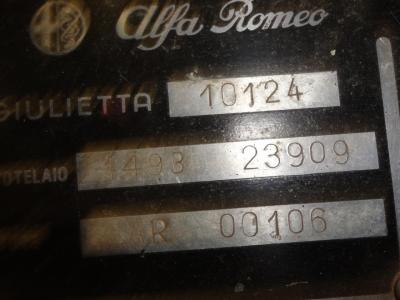 Alfa Romeo
GIULIETTA 10124
TELAIO 1493 23909
R 00106